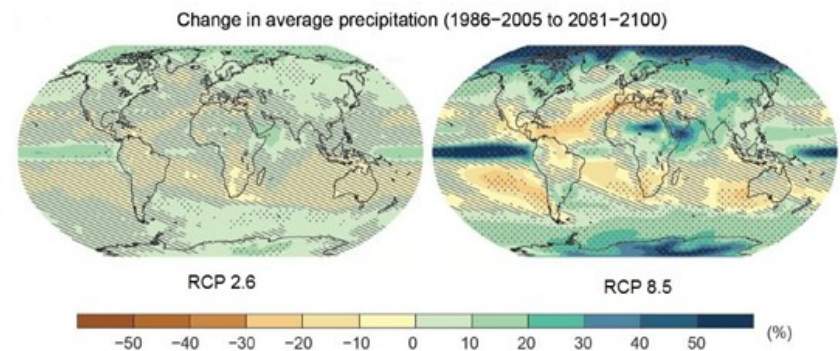 Change in average precipitation (1986−2005 to 2081−2100)
RCP 2.6
RCP 8.5
−50 −40 −30 −20 −10 0 10 20 30 40 50 (%)